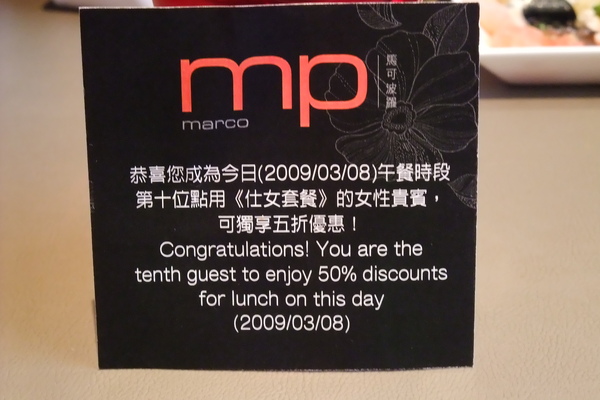 mp
marco
馬可波羅
恭喜您成為今日(2009/03/08)午餐時段
第十位點用《仕女套餐》的女性貴賓，
可獨享五折優惠！
Congratulations! You are the
tenth guest to enjoy 50% discounts
for lunch on this day
(2009/03/08)